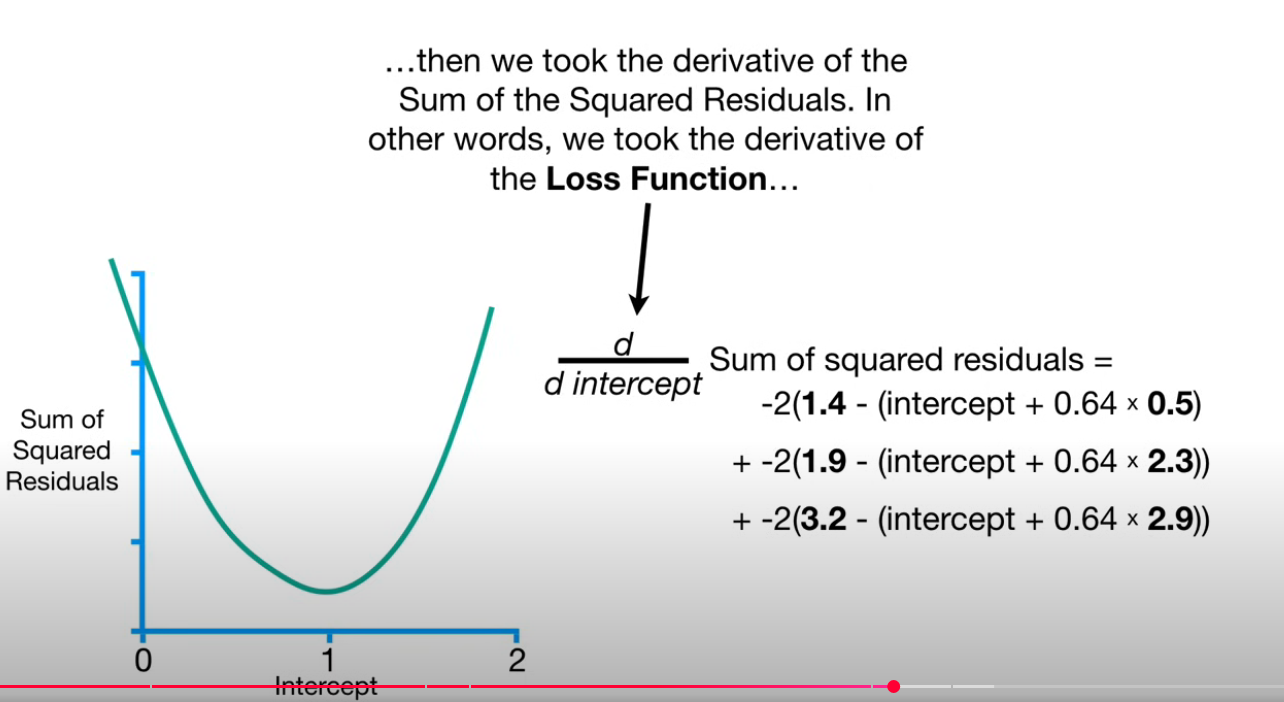 ...then we took the derivative of the
Sum of the Squared Residuals. In
other words, we took the derivative of
the Loss Function...
d
d intercept
Sum of squared residuals =
-2(1.4 - (intercept + 0.64 × 0.5)
+ -2(1.9 - (intercept + 0.64 × 2.3))
+ -2(3.2 - (intercept + 0.64 × 2.9))
Sum of
Squared
Residuals
0 1 2
Intercept